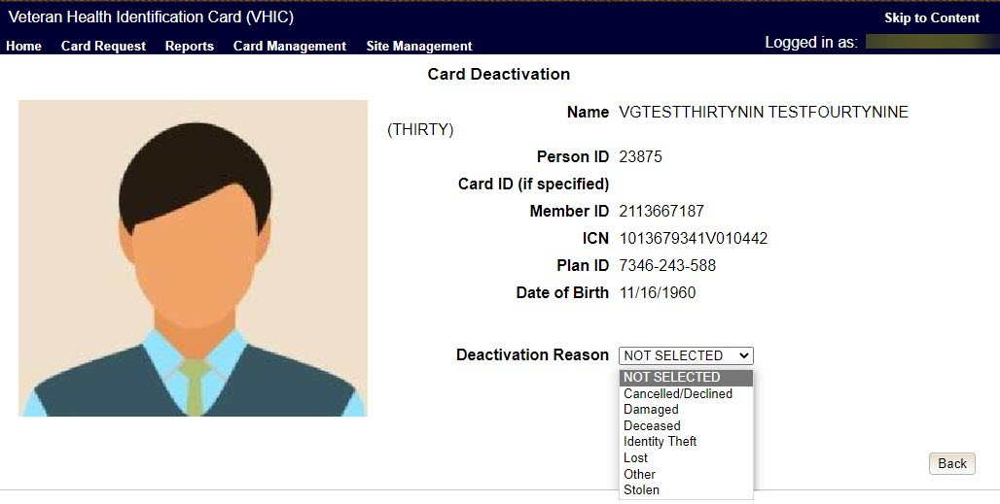 Veteran Health Identification Card (VHIC)
Skip to Content
Home Card Request Reports Card Management Site Management
Logged in as:
Card Deactivation
Name VGTESTTHIRTYNIN TESTFOURTYNINE
(THIRTY)
Person ID 23875
Card ID (if specified)
Member ID 2113667187
ICN 1013679341V010442
Plan ID 7346-243-588
Date of Birth 11/16/1960
Deactivation Reason NOT SELECTED
NOT SELECTED
Cancelled/Declined
Damaged
Deceased
Identity Theft
Lost
Other
Stolen
Back